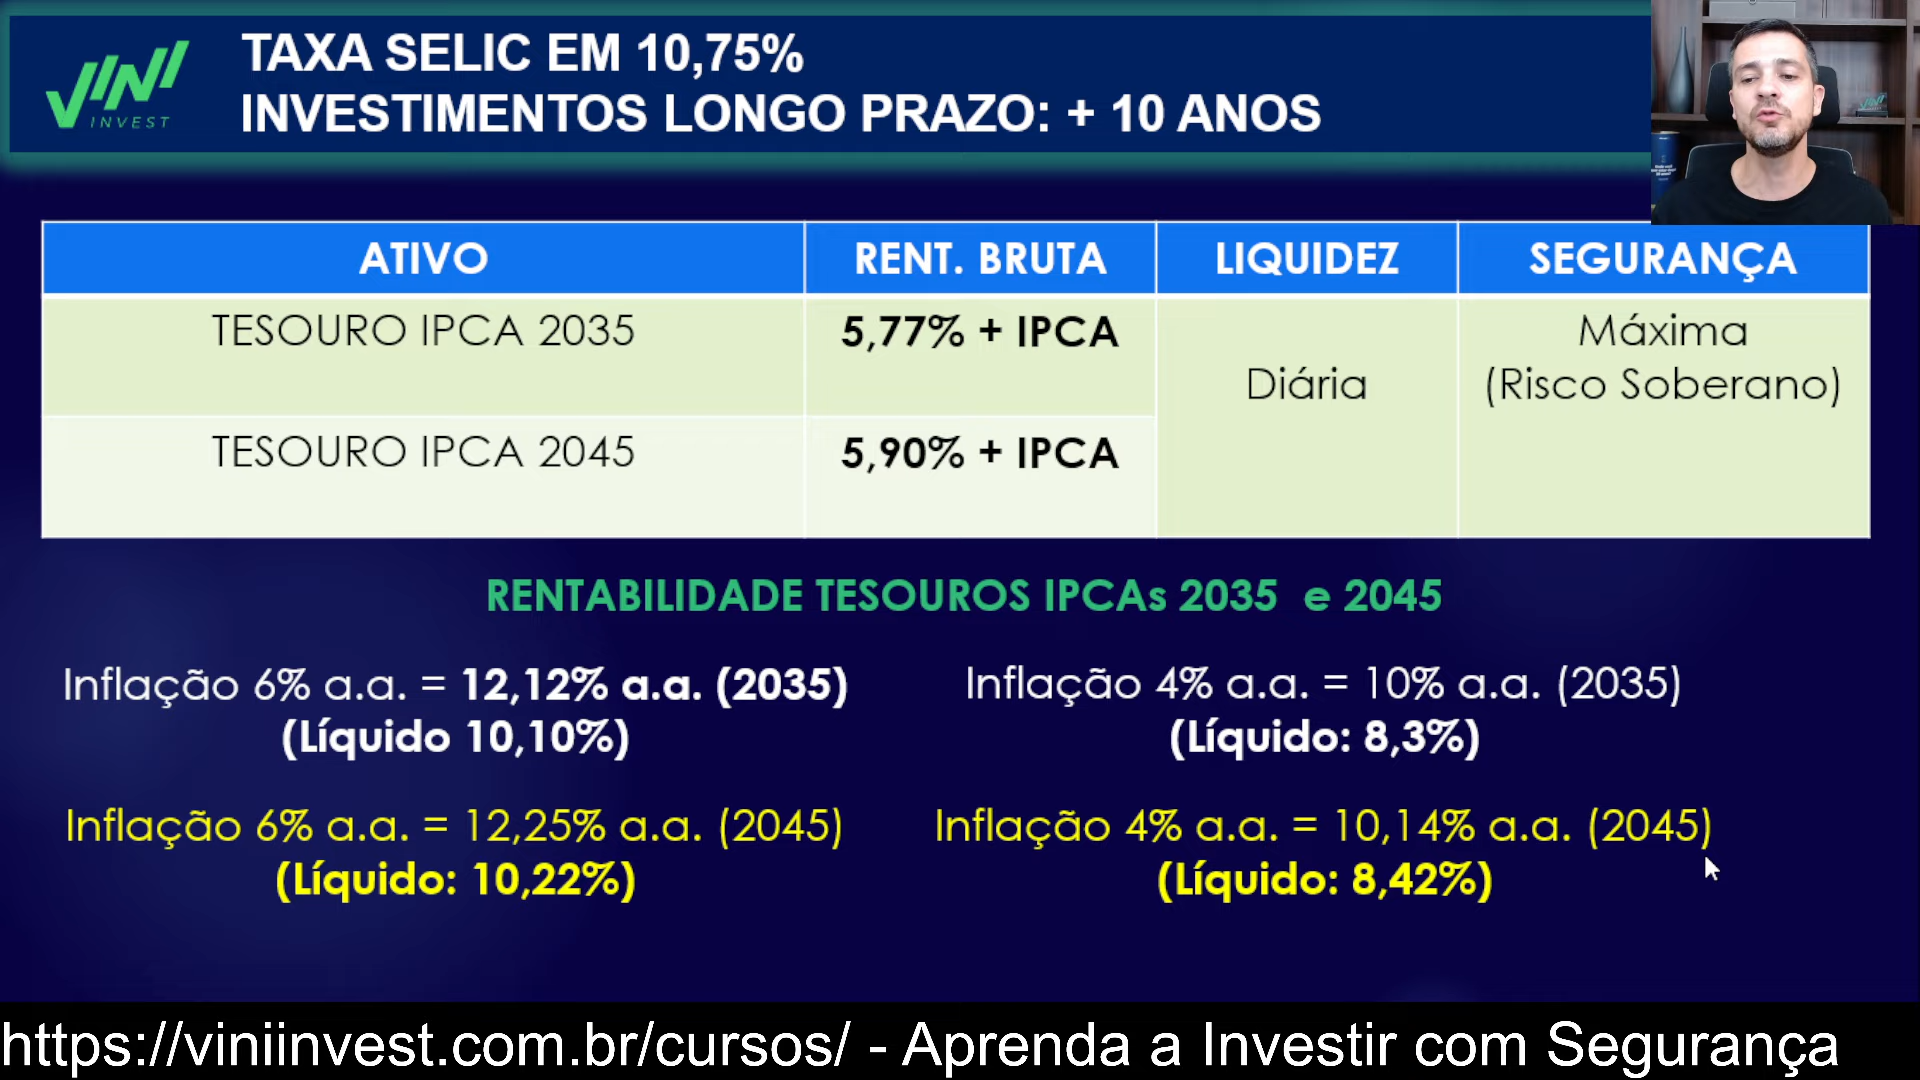 VINI
INVEST
TAXA SELIC EM 10,75%
INVESTIMENTOS LONGO PRAZO: + 10 ANOS
ATIVO RENT. BRUTA LIQUIDEZ SEGURANÇA
TESOURO IPCA 2035 5,77% + IPCA Diária Máxima
(Risco Soberano)
TESOURO IPCA 2045 5,90% + IPCA
RENTABILIDADE TESOUROS IPCAs 2035 e 2045
Inflação 6% a.a. = 12,12% a.a. (2035)
(Líquido 10,10%)
Inflação 4% a.a. = 10% a.a. (2035)
(Líquido: 8,3%)
Inflação 6% a.a. = 12,25% a.a. (2045)
(Líquido: 10,22%)
Inflação 4% a.a. = 10,14% a.a. (2045)
(Líquido: 8,42%)
https://viniinvest.com.br/cursos/ - Aprenda a Investir com Segurança